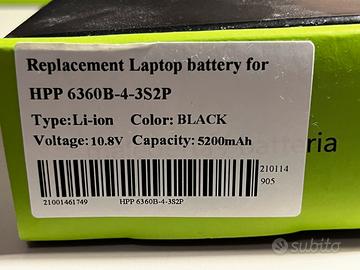 Replacement Laptop battery for
HPP 6360B-4-3S2P
Type:Li-ion Color: BLACK
Voltage: 10.8V Capacity: 5200mAh
210114
905
21001461749 HPP 6360B-4-3S2P
subito